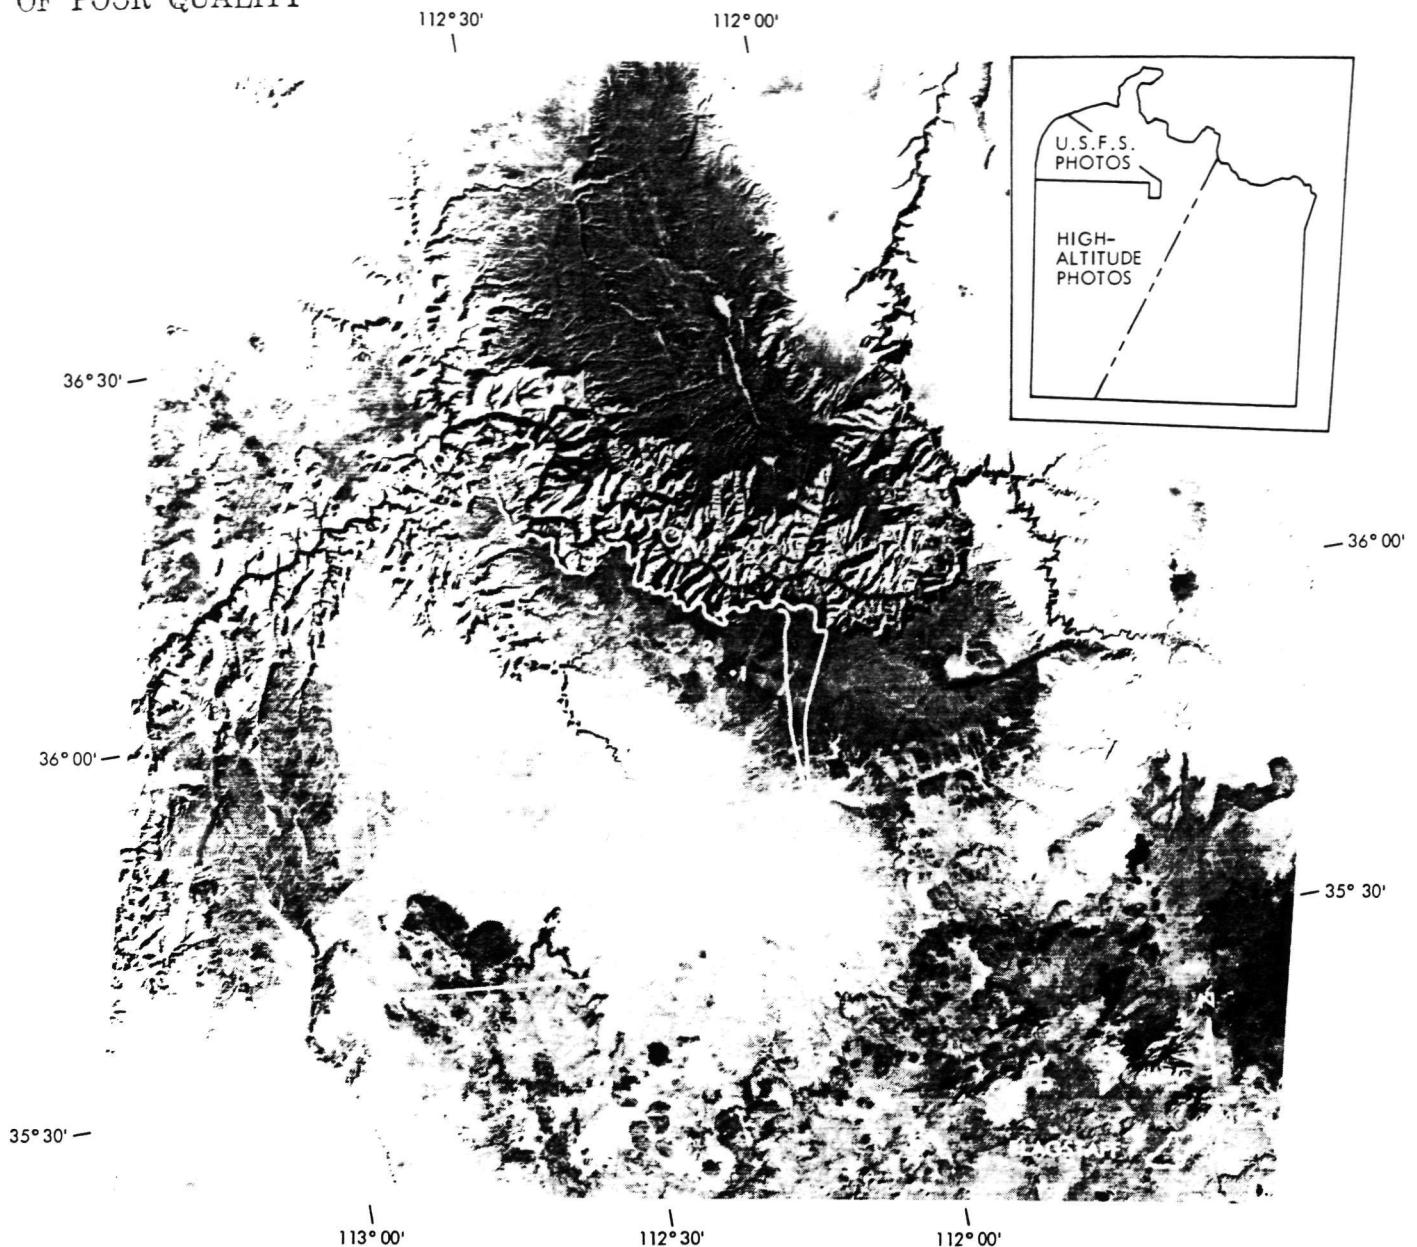 OF POOR QUALITY
112° 30'
112° 00'
U.S.F.S.
PHOTOS
HIGH-
ALTITUDE
PHOTOS
36° 30'
36° 00'
36° 00'
35° 30'
N
35° 30'
FLAGSTAFF
113° 00'
112° 30'
112° 00'